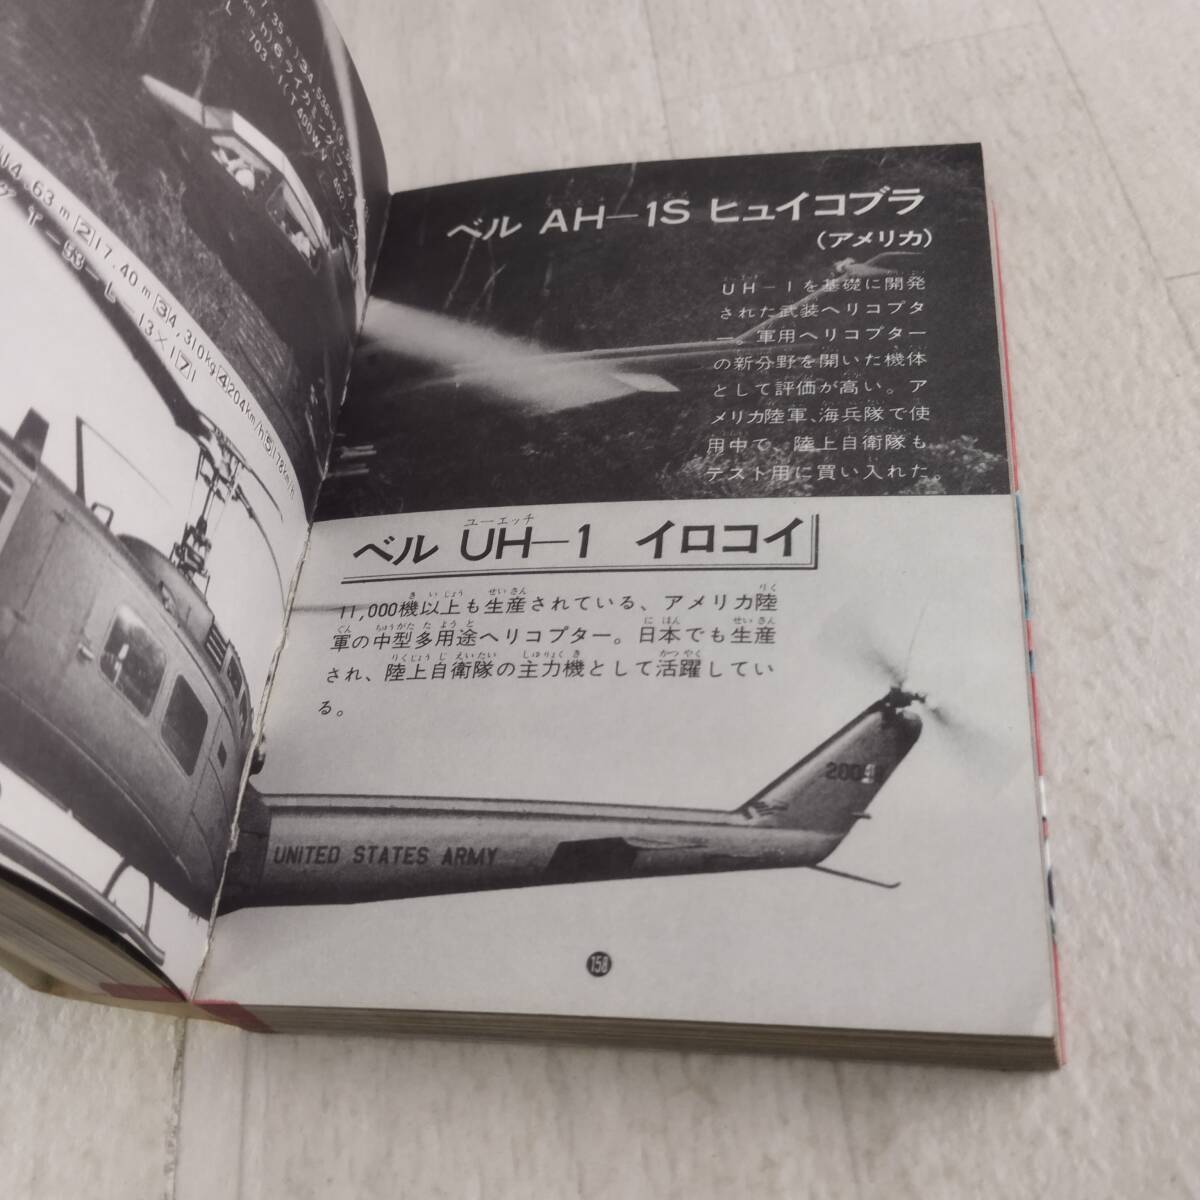 ベル AH-1S ヒュイコブラ
(アメリカ)
UH-1を基礎に開発
された武装ヘリコプタ
ー。軍用ヘリコプター
の新分野を開いた機体
として評価が高い。ア
メリカ陸軍、海兵隊で使
用中で、陸上自衛隊も
テスト用に買い入れた
ユーエッチ
ベル UH-1 イロコイ
11,000機以上も生産されている、アメリカ陸
軍の中型多用途ヘリコプター。日本でも生産
され、陸上自衛隊の主力機として活躍してい
る。
UNITED STATES ARMY
158
14.63m[2]17.40m[3]4,310kg[4]204km/h[5]178km/h
T-53-L-13×1[7]1